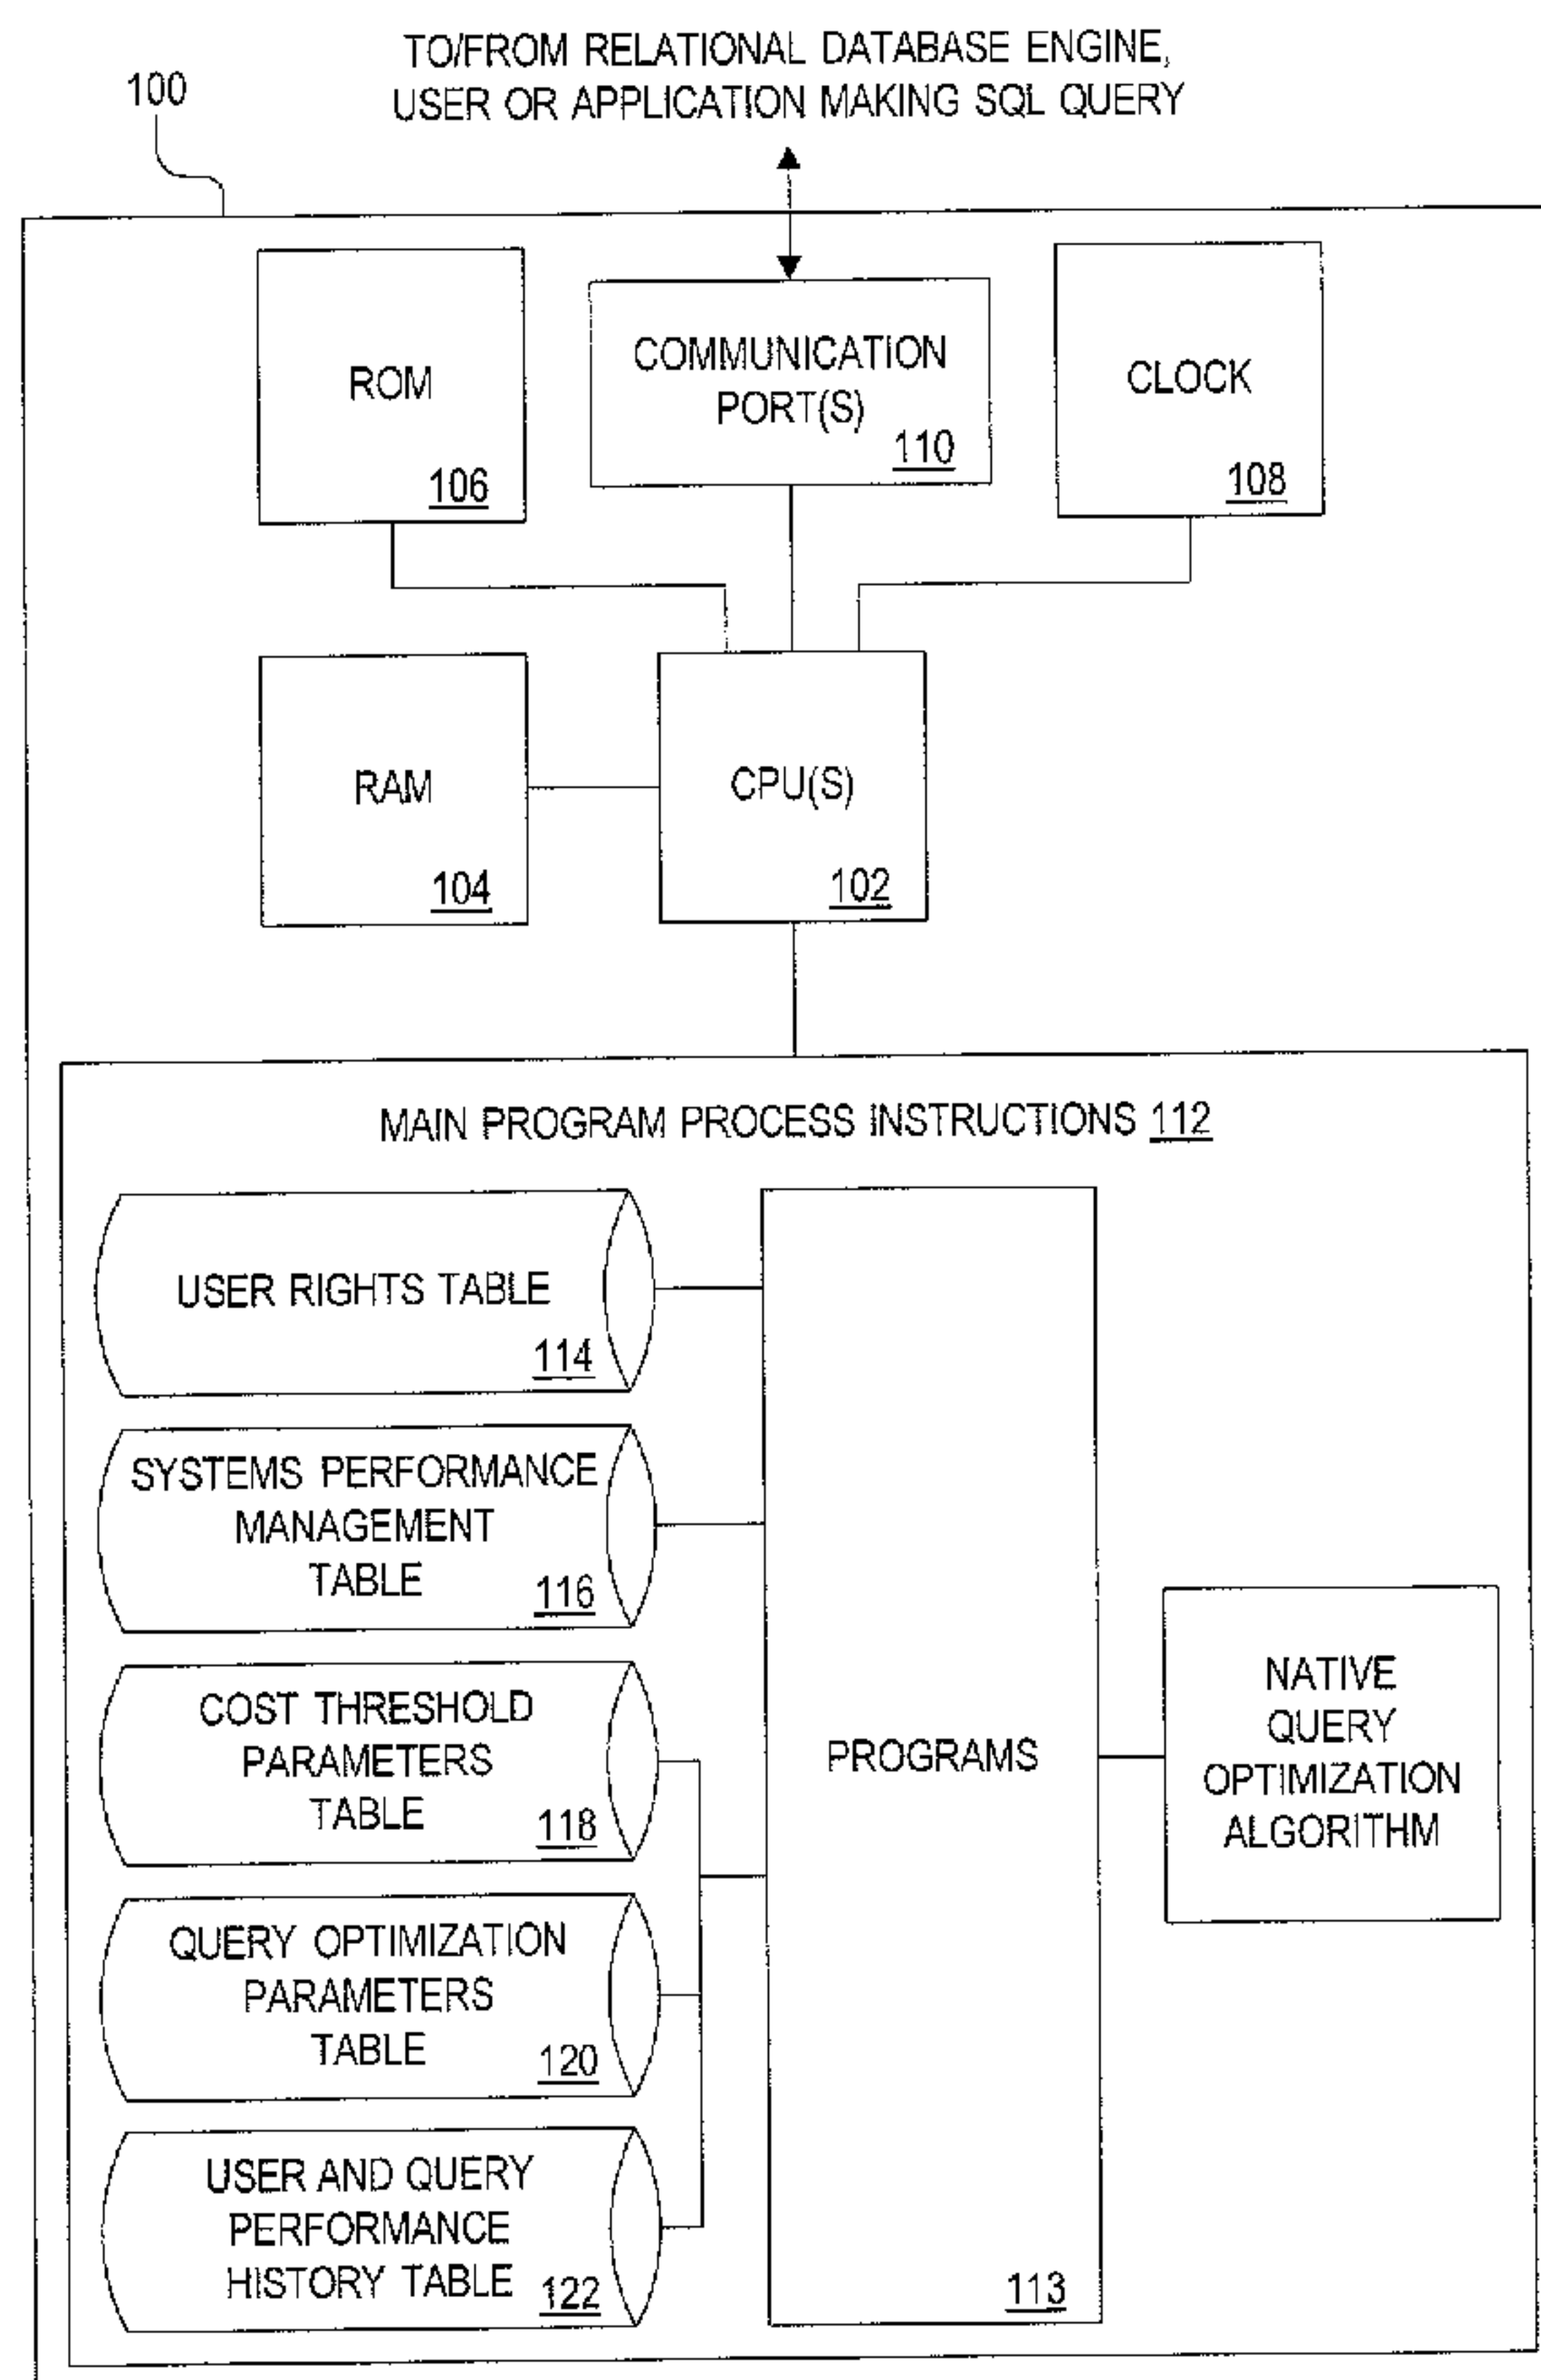 TO/FROM RELATIONAL DATABASE ENGINE,
USER OR APPLICATION MAKING SQL QUERY
100
ROM
106
COMMUNICATION
PORT(S)
110
CLOCK
108
RAM
104
CPU(S)
102
MAIN PROGRAM PROCESS INSTRUCTIONS 112
USER RIGHTS TABLE
114
SYSTEMS PERFORMANCE
MANAGEMENT
TABLE
116
COST THRESHOLD
PARAMETERS
TABLE
118
QUERY OPTIMIZATION
PARAMETERS
TABLE
120
USER AND QUERY
PERFORMANCE
HISTORY TABLE
122
PROGRAMS
113
NATIVE
QUERY
OPTIMIZATION
ALGORITHM